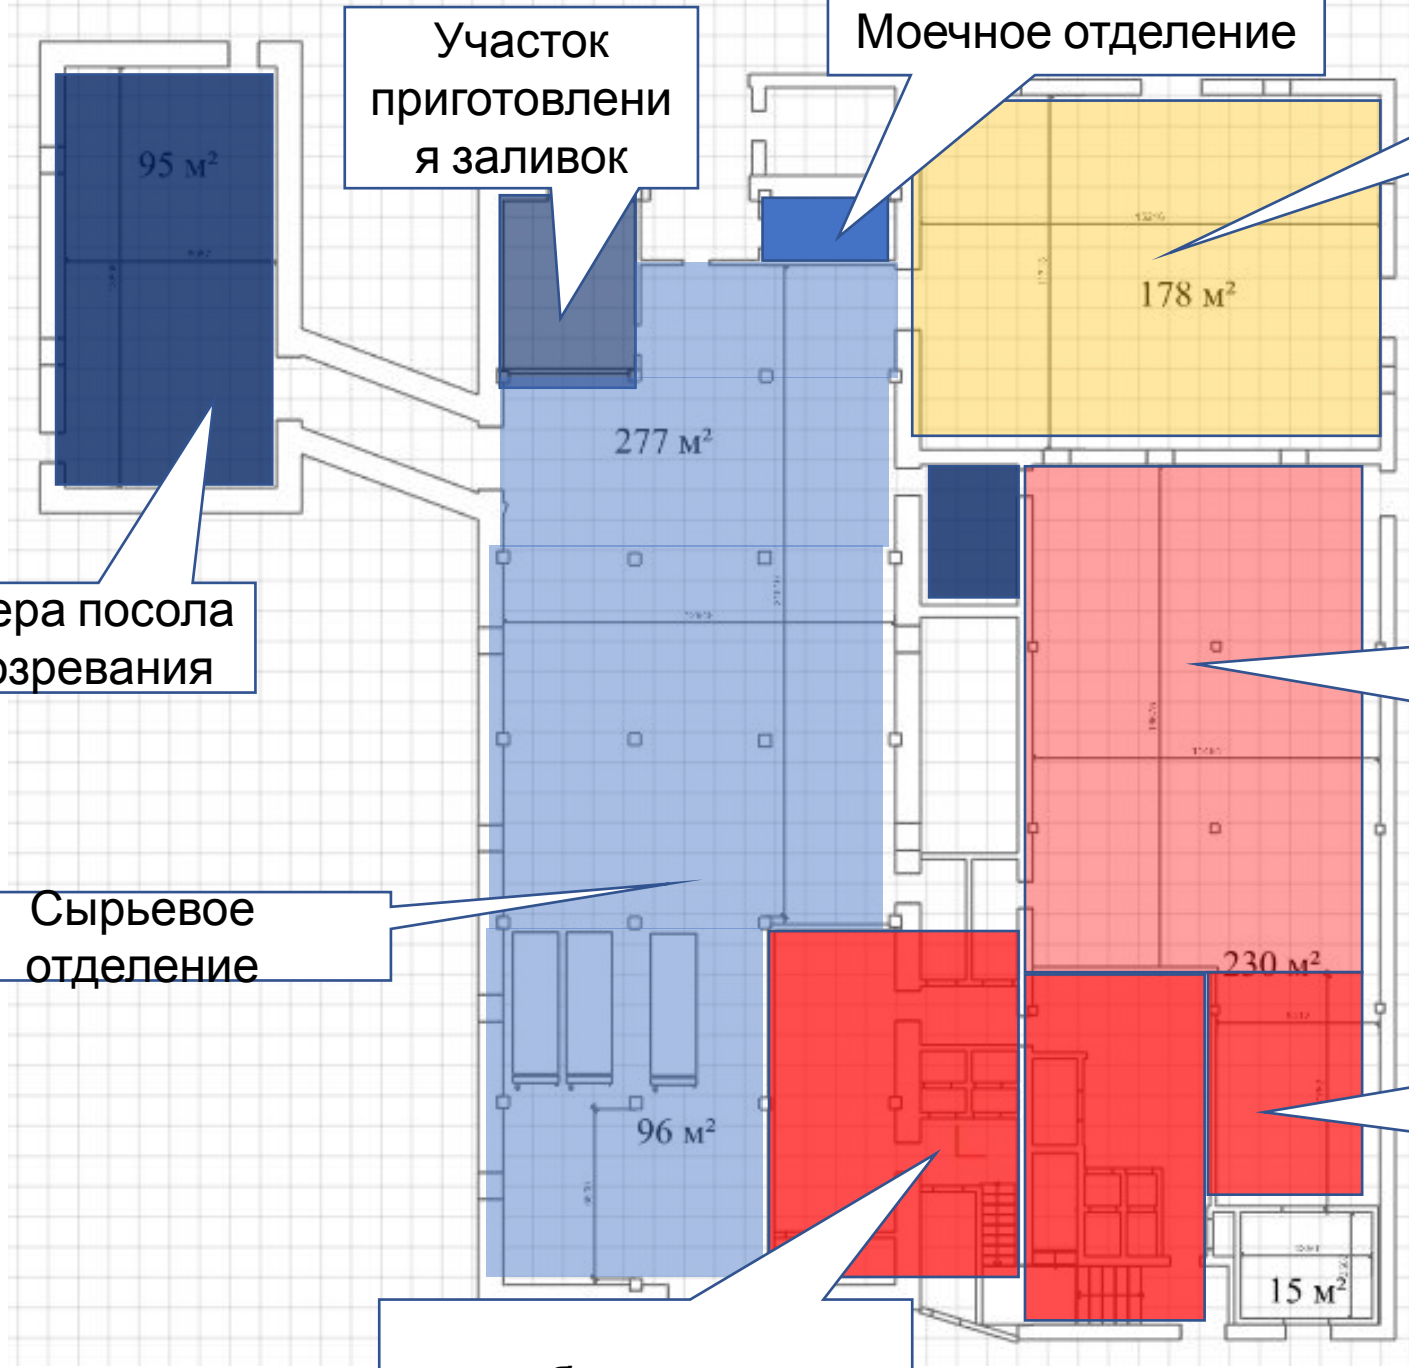 Участок
приготовлени
я заливок
Моечное отделение
95 м²
178 м²
277 м²
ера посола
озревания
Сырьевое
отделение
230 м²
96 м²
15 м²